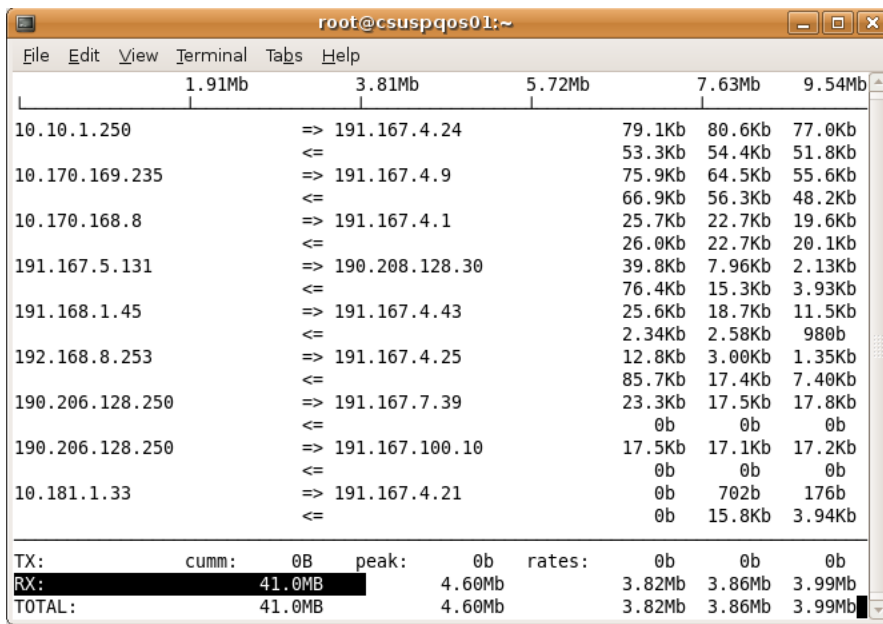 root@csuspqos01:~
File Edit View Terminal Tabs Help
1.91Mb 3.81Mb 5.72Mb 7.63Mb 9.54Mb
10.10.1.250 => 191.167.4.24 79.1Kb 80.6Kb 77.0Kb
<= 53.3Kb 54.4Kb 51.8Kb
10.170.169.235 => 191.167.4.9 75.9Kb 64.5Kb 55.6Kb
<= 66.9Kb 56.3Kb 48.2Kb
10.170.168.8 => 191.167.4.1 25.7Kb 22.7Kb 19.6Kb
<= 26.0Kb 22.7Kb 20.1Kb
191.167.5.131 => 190.208.128.30 39.8Kb 7.96Kb 2.13Kb
<= 76.4Kb 15.3Kb 3.93Kb
191.168.1.45 => 191.167.4.43 25.6Kb 18.7Kb 11.5Kb
<= 2.34Kb 2.58Kb 980b
192.168.8.253 => 191.167.4.25 12.8Kb 3.00Kb 1.35Kb
<= 85.7Kb 17.4Kb 7.40Kb
190.206.128.250 => 191.167.7.39 23.3Kb 17.5Kb 17.8Kb
<= 0b 0b 0b
190.206.128.250 => 191.167.100.10 17.5Kb 17.1Kb 17.2Kb
<= 0b 0b 0b
10.181.1.33 => 191.167.4.21 0b 702b 176b
<= 0b 15.8Kb 3.94Kb
TX: cumm: 0B peak: 0b rates: 0b 0b 0b
RX: 41.0MB 4.60Mb 3.82Mb 3.86Mb 3.99Mb
TOTAL: 41.0MB 4.60Mb 3.82Mb 3.86Mb 3.99Mb